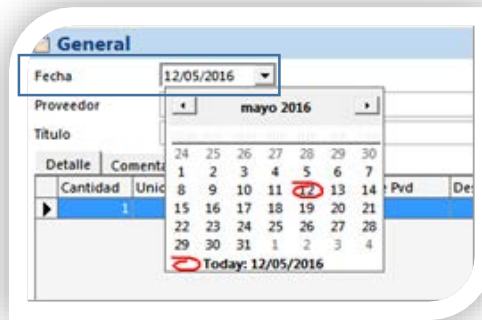 General
Fecha 12/05/2016
Proveedor mayo 2016
Título
24 25 26 27 28 29 30
Detalle Comenta 1 2 3 4 5 6 7
Cantidad Unid 8 9 10 11 12 13 14 Pvd Des
1 15 16 17 18 19 20 21
22 23 24 25 26 27 28
29 30 31 1 2 3 4
Today: 12/05/2016